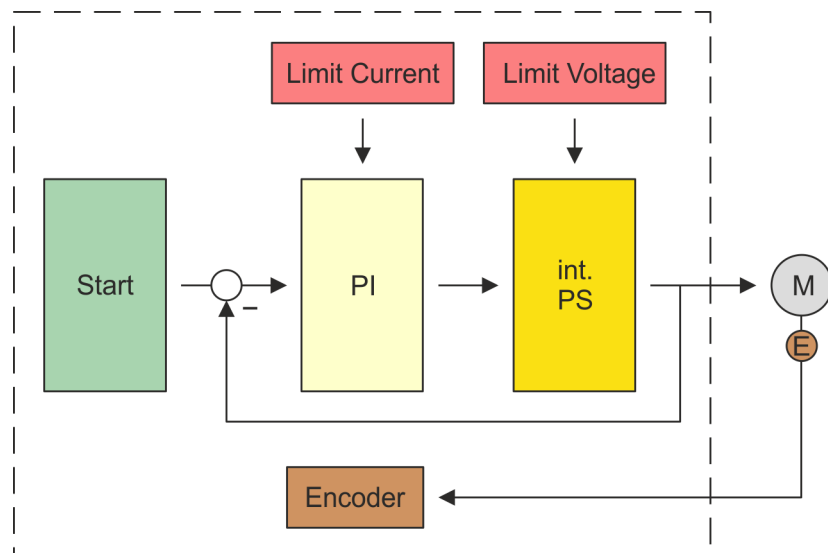 Limit Current
Limit Voltage
Start
PI
int.
PS
M
–
E
Encoder